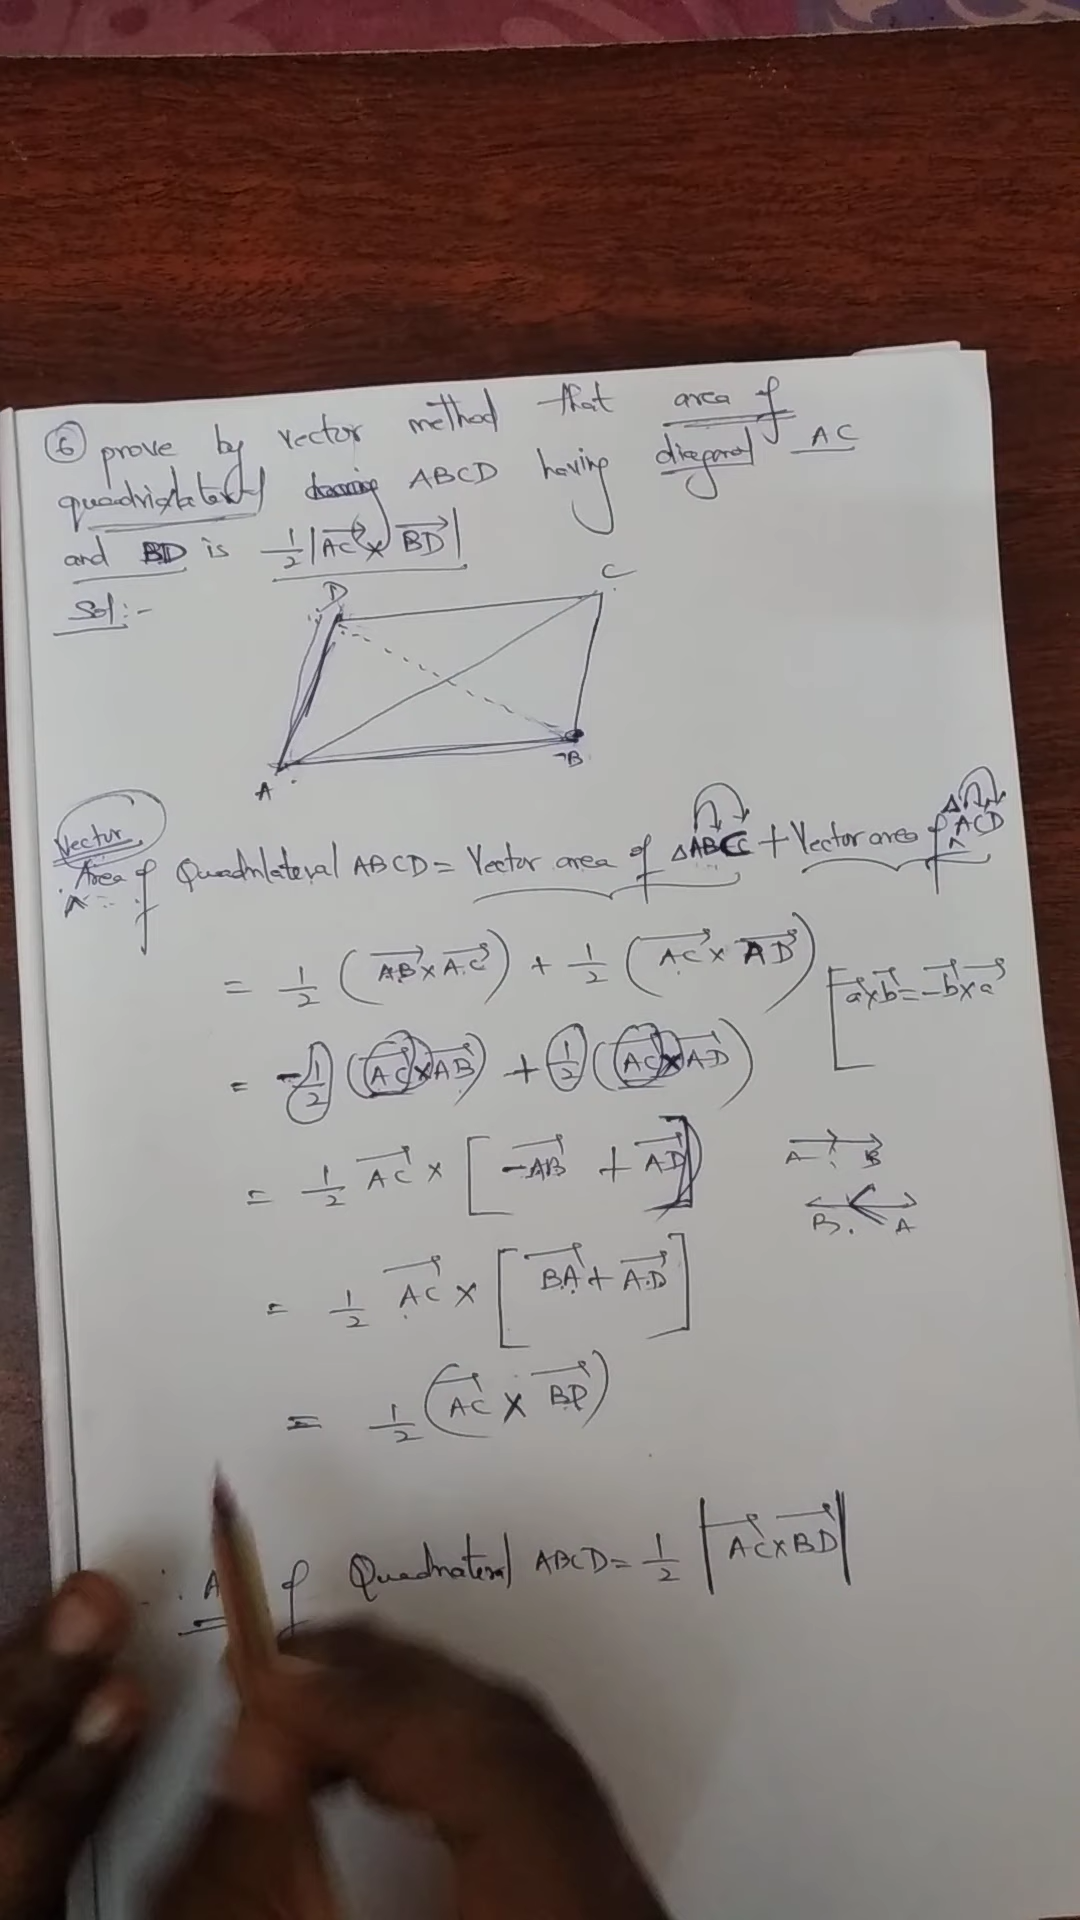 ⑥ prove by vector method that area of
quadrilateral ABCD having diagonal AC
and BD is 1/2 |AC⃗ × BD⃗|
Sol:-
D
C
A
B
Vector
Area of Quadrilateral ABCD = Vector area of △ABC + Vector area of △ACD
= 1/2 (AB⃗ × AC⃗) + 1/2 (AC⃗ × AD⃗)
[a⃗×b⃗ = -b⃗×a⃗
= -1/2 (AC⃗ × AB⃗) + 1/2 (AC⃗ × AD⃗)
= 1/2 AC⃗ × [-AB⃗ + AD⃗]
A B
B A
= 1/2 AC⃗ × [BA⃗ + AD⃗]
= 1/2 (AC⃗ × BD⃗)
∴ A of Quadrilateral ABCD = 1/2 |AC⃗ × BD⃗|